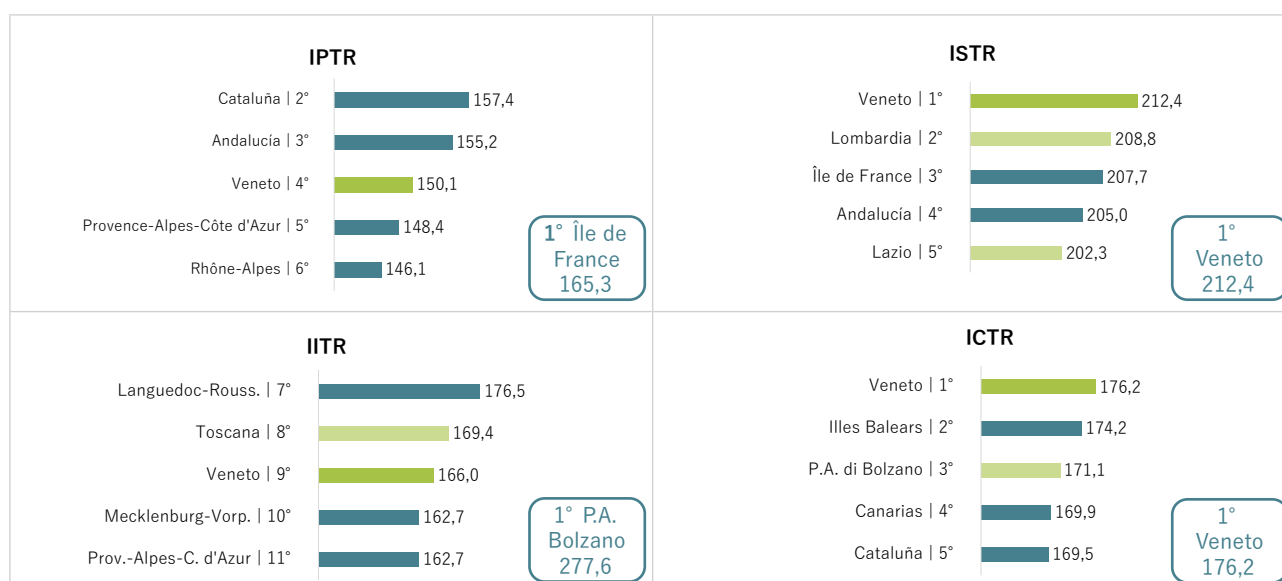 IPTR
Cataluña | 2° 157,4
Andalucía | 3° 155,2
Veneto | 4° 150,1
Provence-Alpes-Côte d'Azur | 5° 148,4
Rhône-Alpes | 6° 146,1
1° Île de
France
165,3
ISTR
Veneto | 1° 212,4
Lombardia | 2° 208,8
Île de France | 3° 207,7
Andalucía | 4° 205,0
Lazio | 5° 202,3
1°
Veneto
212,4
IITR
Languedoc-Rouss. | 7° 176,5
Toscana | 8° 169,4
Veneto | 9° 166,0
Mecklenburg-Vorp. | 10° 162,7
Prov.-Alpes-C. d'Azur | 11° 162,7
1° P.A.
Bolzano
277,6
ICTR
Veneto | 1° 176,2
Illes Balears | 2° 174,2
P.A. di Bolzano | 3° 171,1
Canarias | 4° 169,9
Cataluña | 5° 169,5
1°
Veneto
176,2